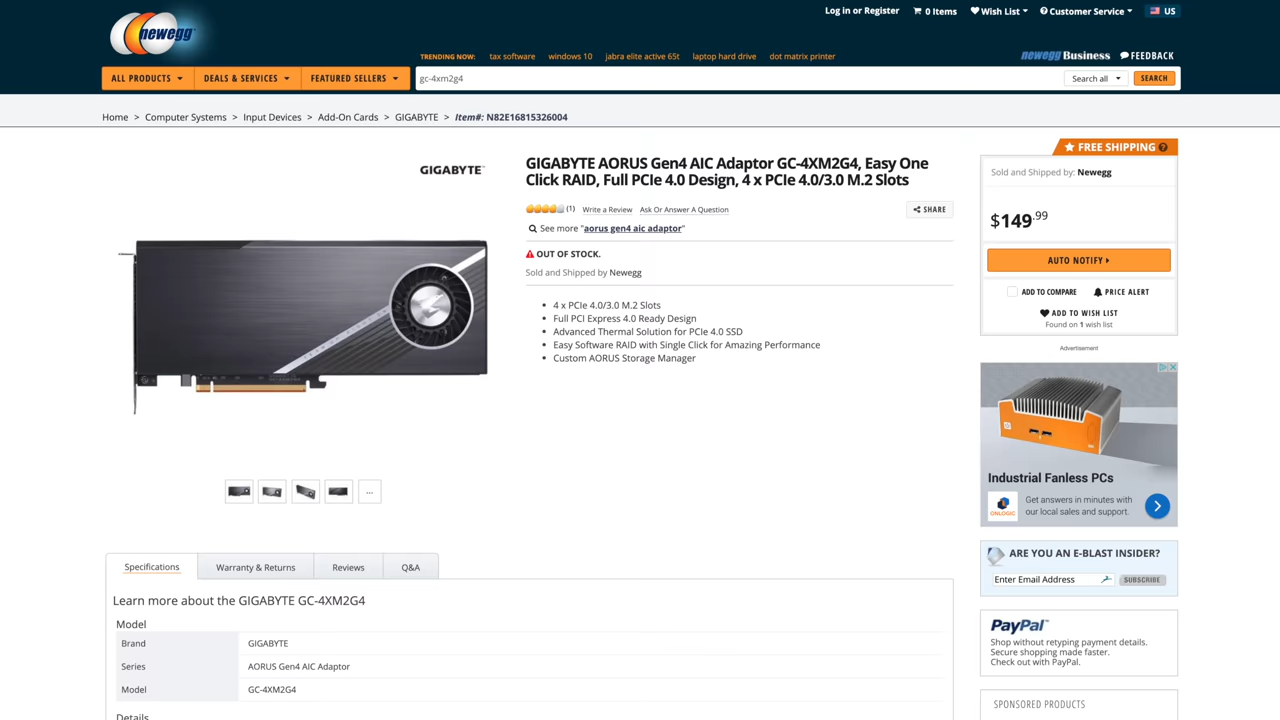 newegg
Log in or Register
0 Items
Wish List
Customer Service
US
TRENDING NOW:
tax software
windows 10
jabra elite active 65t
laptop hard drive
dot matrix printer
newegg Business
FEEDBACK
ALL PRODUCTS
DEALS & SERVICES
FEATURED SELLERS
gc-4xm2g4
Search all
SEARCH
Home > Computer Systems > Input Devices > Add-On Cards > GIGABYTE > Item#: N82E16815326004
GIGABYTE™
GIGABYTE AORUS Gen4 AIC Adaptor GC-4XM2G4, Easy One
Click RAID, Full PCIe 4.0 Design, 4 x PCIe 4.0/3.0 M.2 Slots
(1)
Write a Review
Ask Or Answer A Question
SHARE
See more "aorus gen4 aic adaptor"
OUT OF STOCK.
Sold and Shipped by Newegg
4 x PCIe 4.0/3.0 M.2 Slots
Full PCI Express 4.0 Ready Design
Advanced Thermal Solution for PCIe 4.0 SSD
Easy Software RAID with Single Click for Amazing Performance
Custom AORUS Storage Manager
...
FREE SHIPPING
Sold and Shipped by: Newegg
$149.99
AUTO NOTIFY
ADD TO COMPARE
PRICE ALERT
ADD TO WISH LIST
Found on 1 wish list
Advertisement
Industrial Fanless PCs
ONLOGIC
Get answers in minutes with
our local sales and support.
ARE YOU AN E-BLAST INSIDER?
Enter Email Address
SUBSCRIBE
PayPal™
Shop without retyping payment details.
Secure shopping made faster.
Check out with PayPal.
SPONSORED PRODUCTS
Specifications
Warranty & Returns
Reviews
Q&A
Learn more about the GIGABYTE GC-4XM2G4
Model
Brand
GIGABYTE
Series
AORUS Gen4 AIC Adaptor
Model
GC-4XM2G4
Details